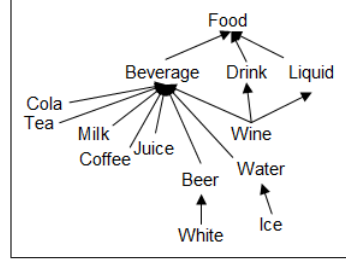 Food
Beverage Drink Liquid
Cola
Tea
Milk Wine
Juice
Coffee
Water
Beer
Ice
White